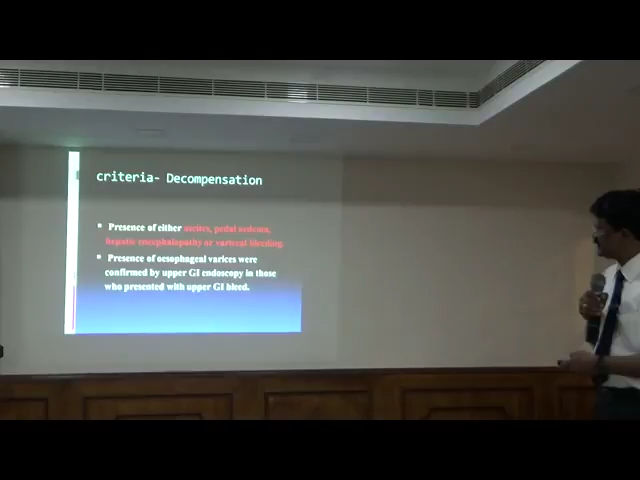 criteria- Decompensation
Presence of either ascites, pedal oedema,
hepatic encephalopathy or variceal bleeding.
Presence of oesophageal varices were
confirmed by upper GI endoscopy in those
who presented with upper GI bleed.